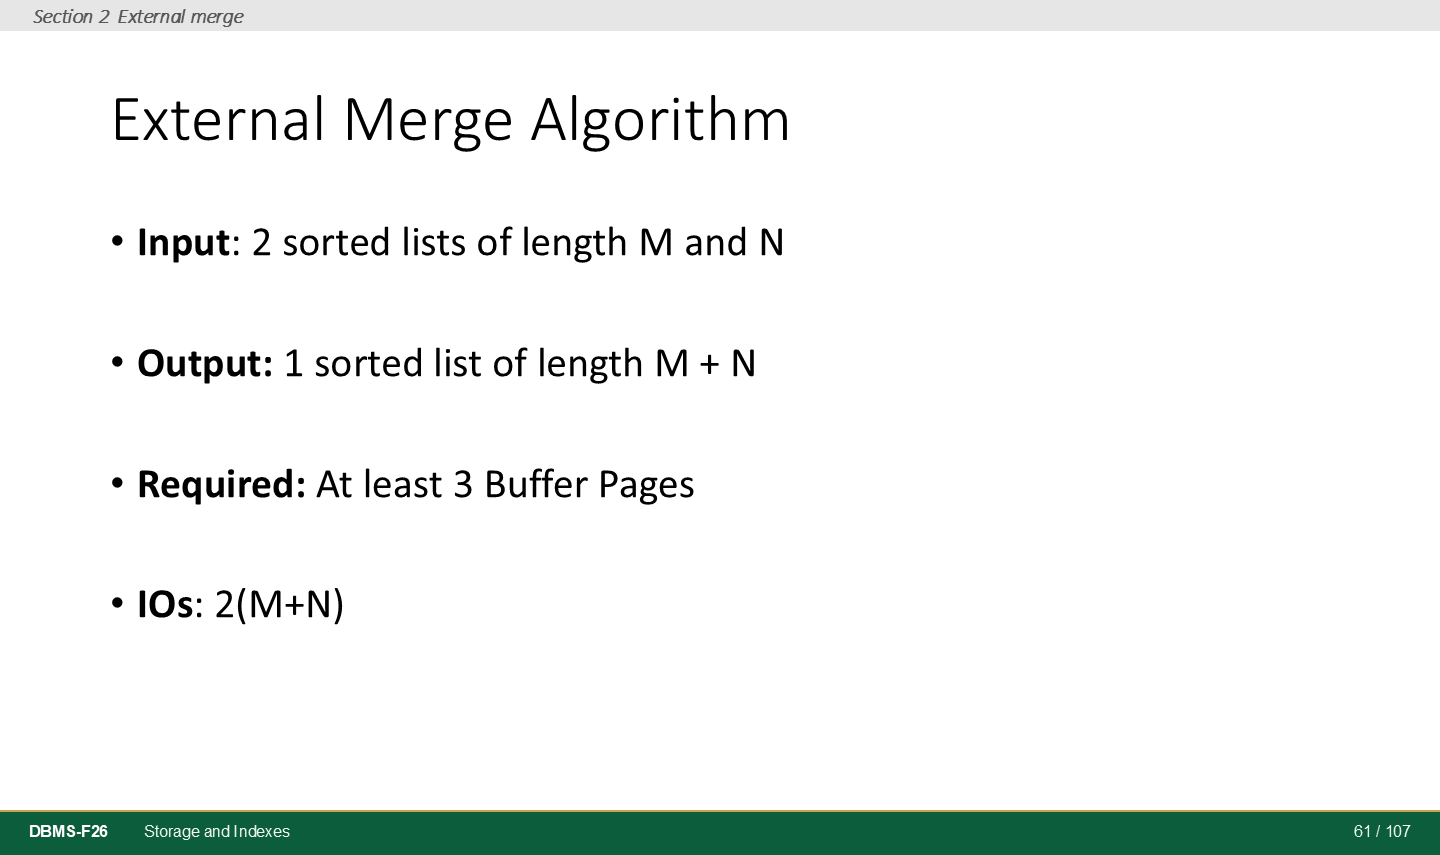 Section 2 External merge
External Merge Algorithm
• Input: 2 sorted lists of length M and N
• Output: 1 sorted list of length M + N
• Required: At least 3 Buffer Pages
• IOs: 2(M+N)
DBMS-F26 Storage and Indexes 61 / 107